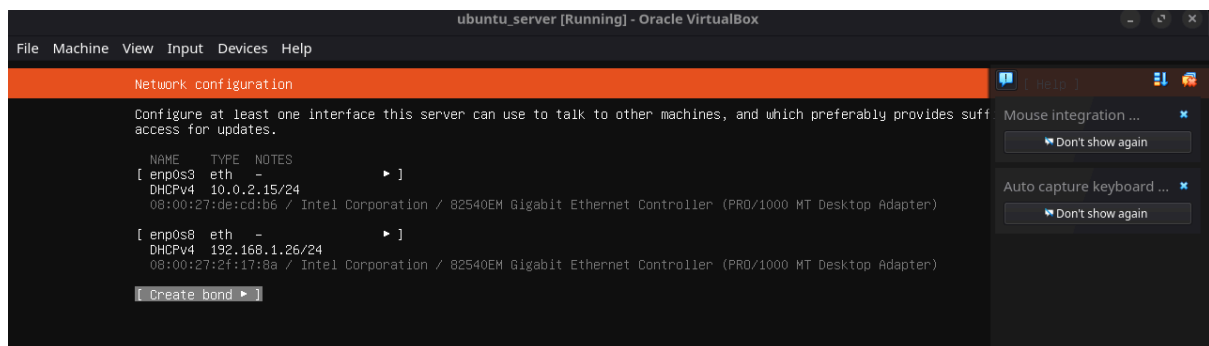 ubuntu_server [Running] - Oracle VirtualBox
File Machine View Input Devices Help
Network configuration
[ Help ]
Configure at least one interface this server can use to talk to other machines, and which preferably provides suff
access for updates.
NAME TYPE NOTES
[ enp0s3 eth - ▸ ]
DHCPv4 10.0.2.15/24
08:00:27:de:cd:b6 / Intel Corporation / 82540EM Gigabit Ethernet Controller (PRO/1000 MT Desktop Adapter)
[ enp0s8 eth - ▸ ]
DHCPv4 192.168.1.26/24
08:00:27:2f:17:8a / Intel Corporation / 82540EM Gigabit Ethernet Controller (PRO/1000 MT Desktop Adapter)
[ Create bond ▸ ]
Mouse integration ...
Don't show again
Auto capture keyboard ...
Don't show again